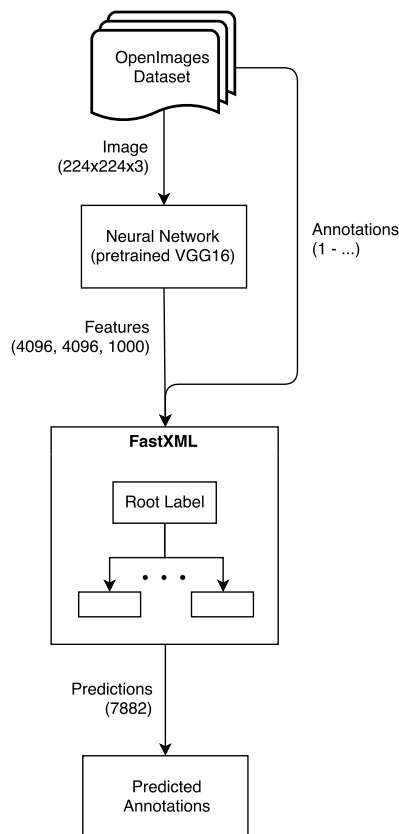 OpenImages
Dataset
Image
(224x224x3)
Neural Network
(pretrained VGG16)
Annotations
(1 - ...)
Features
(4096, 4096, 1000)
FastXML
Root Label
Predictions
(7882)
Predicted
Annotations